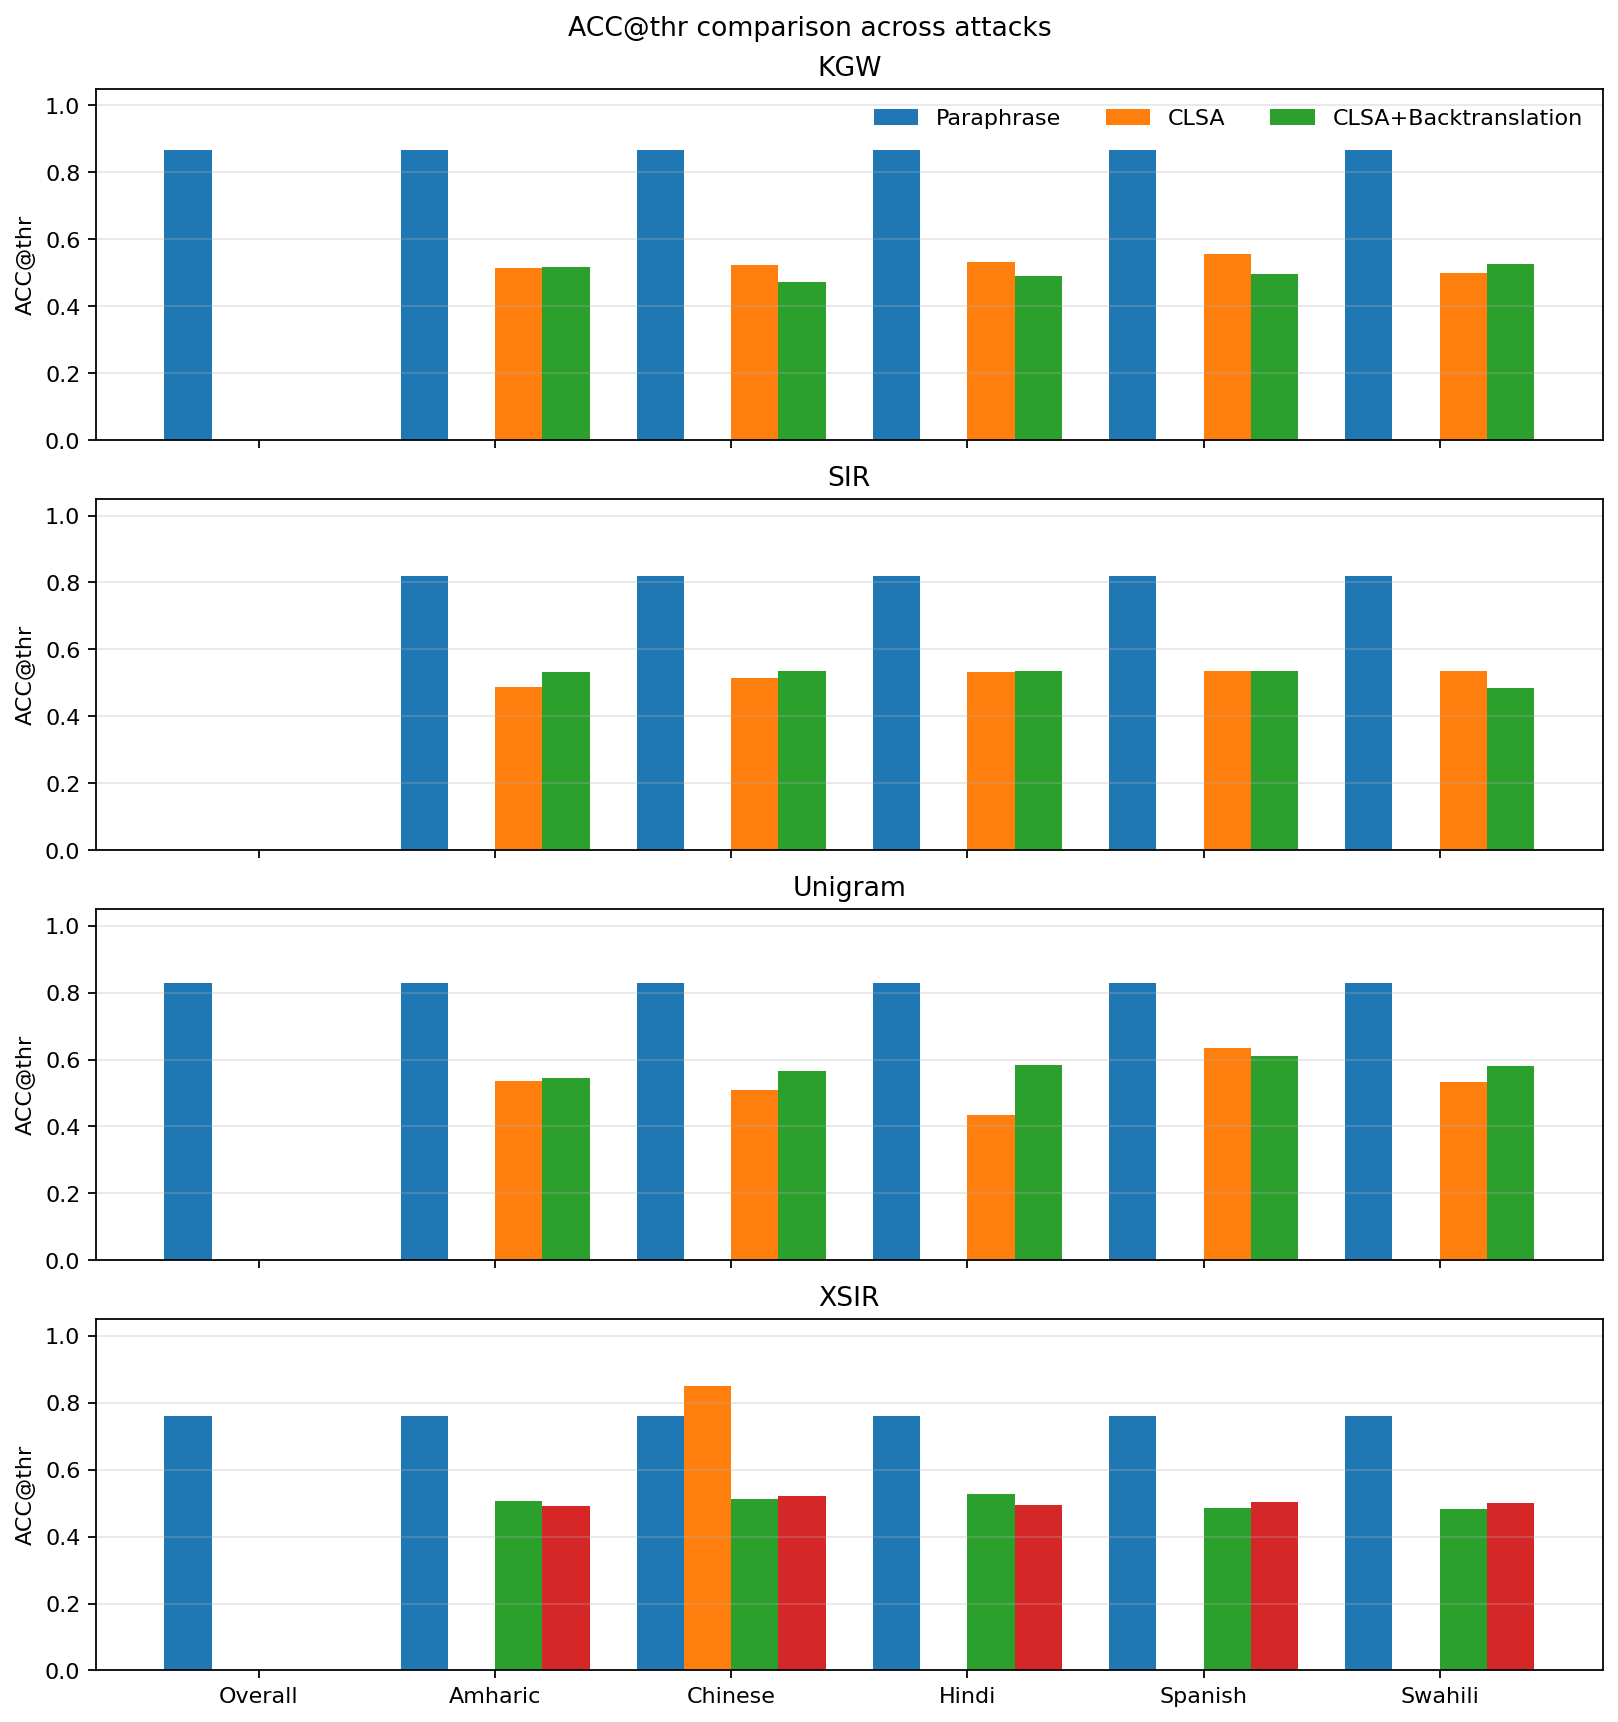 ACC@thr comparison across attacks
KGW
Paraphrase CLSA CLSA+Backtranslation
ACC@thr
1.0
0.8
0.6
0.4
0.2
0.0
SIR
ACC@thr
1.0
0.8
0.6
0.4
0.2
0.0
Unigram
ACC@thr
1.0
0.8
0.6
0.4
0.2
0.0
XSIR
ACC@thr
1.0
0.8
0.6
0.4
0.2
0.0
Overall Amharic Chinese Hindi Spanish Swahili